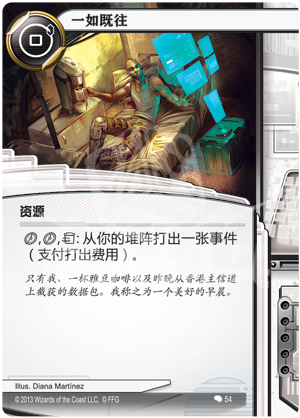 一如既往
资源
, , : 从你的堆阵打出一张事件
（支付打出费用）。
只有我、一杯雅豆咖啡以及昨晚从香港主信道
上截获的数据包。我称之为一个美好的早晨。
Illus. Diana Martínez
© 2013 Wizards of the Coast LLC. © FFG
54